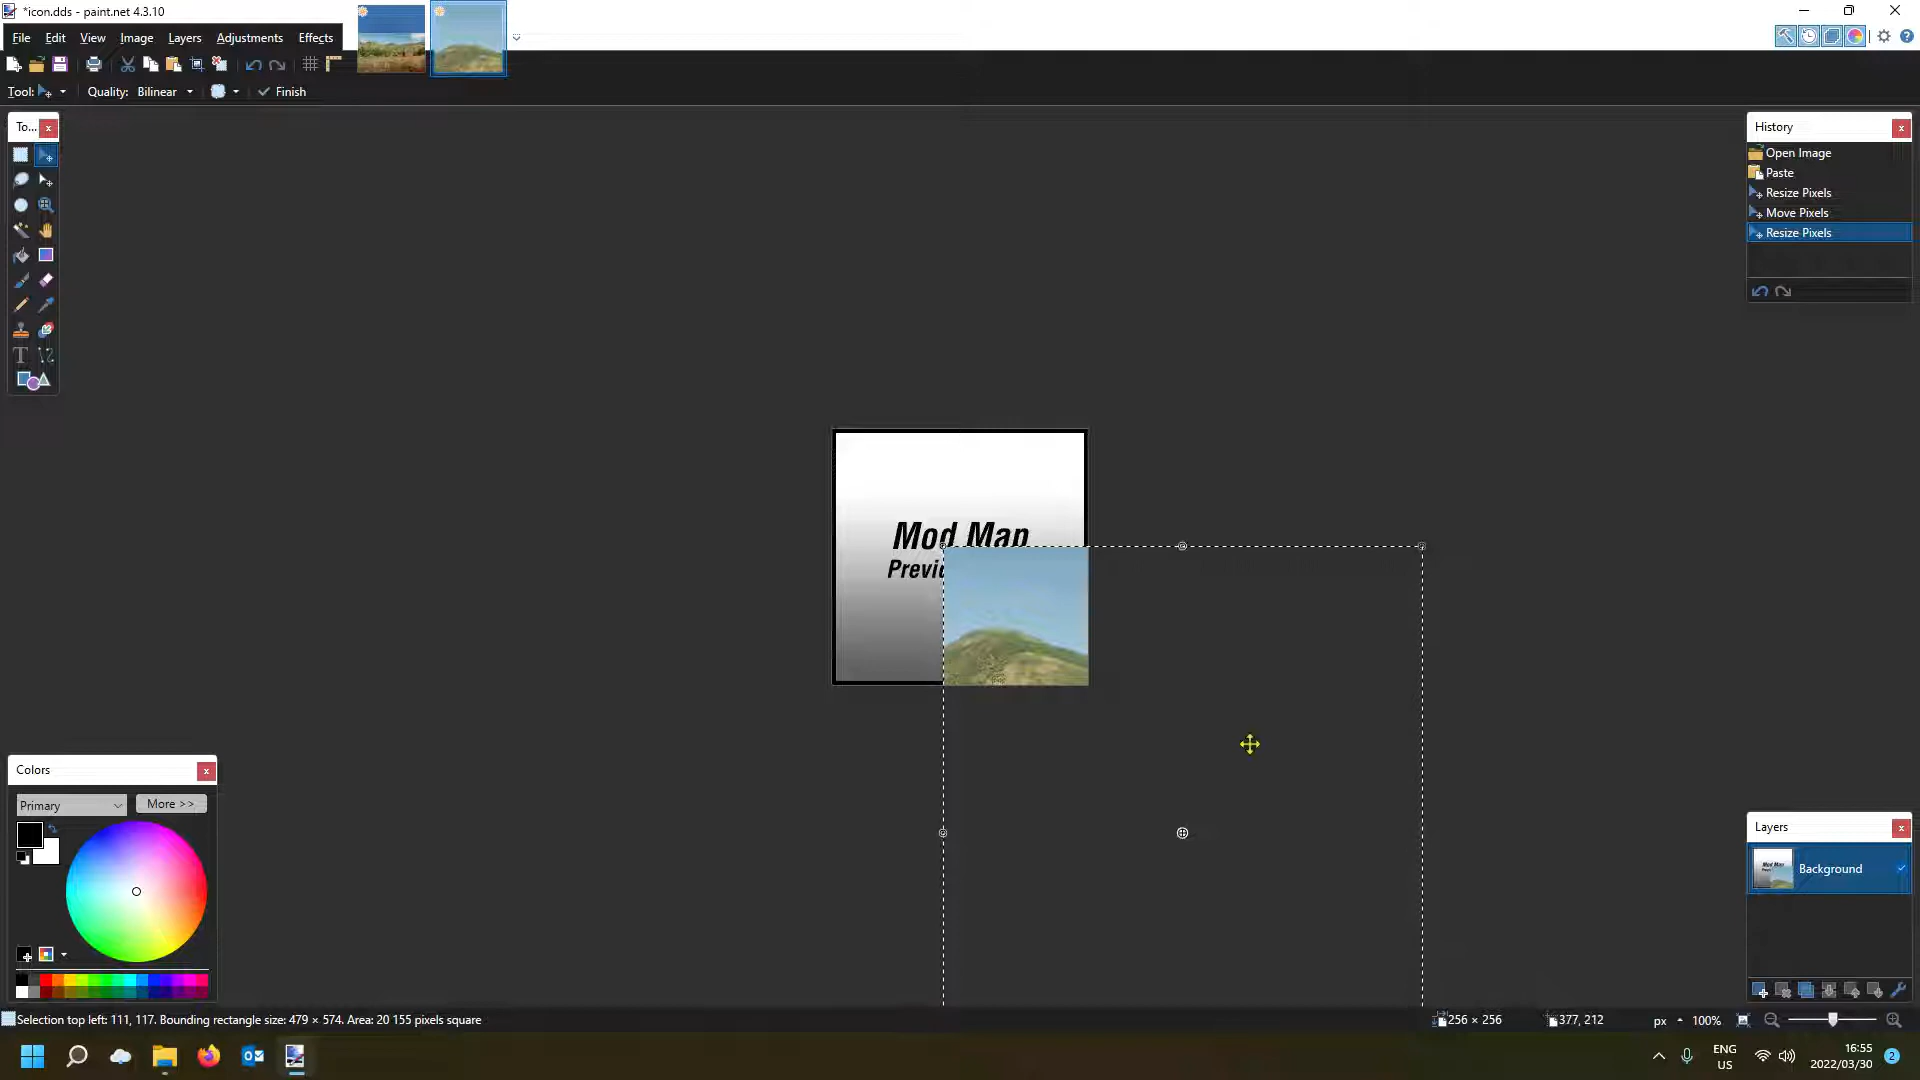 *icon.dds - paint.net 4.3.10
File Edit View Image Layers Adjustments Effects
Tool: Quality: Bilinear Finish
To...
History
Open Image
Paste
Resize Pixels
Move Pixels
Resize Pixels
Mod Map
Previ
Colors
Primary More >>
Layers
Background
Selection top left: 111, 117. Bounding rectangle size: 479 × 574. Area: 20 155 pixels square
256 × 256 377, 212 px 100%
ENG
US
16:55
2022/03/30
2